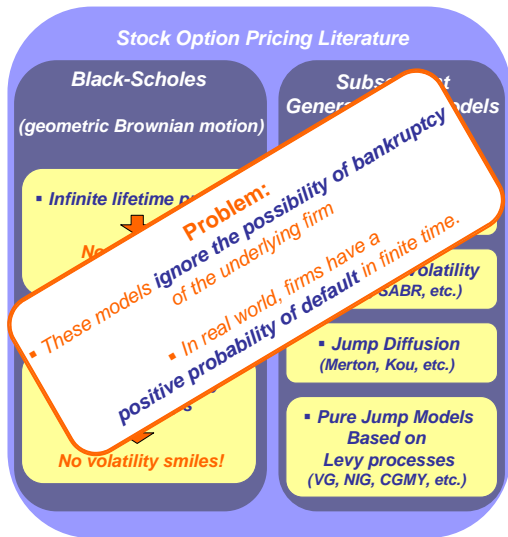 Stock Option Pricing Literature
Black-Scholes
(geometric Brownian motion)
▪ Infinite lifetime
No
No volatility smiles!
Problem:
▪ These models ignore the possibility of bankruptcy
of the underlying firm
▪ In real world, firms have a
positive probability of default in finite time.
SABR, etc.)
▪ Jump Diffusion
(Merton, Kou, etc.)
▪ Pure Jump Models
Based on
Levy processes
(VG, NIG, CGMY, etc.)